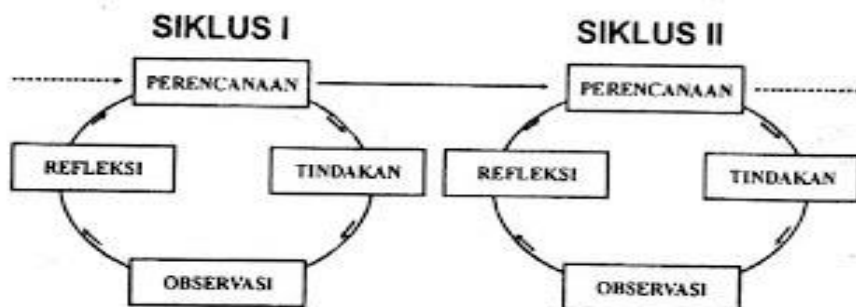 SIKLUS I
PERENCANAAN
REFLEKSI
TINDAKAN
OBSERVASI
SIKLUS II
PERENCANAAN
REFLEKSI
TINDAKAN
OBSERVASI